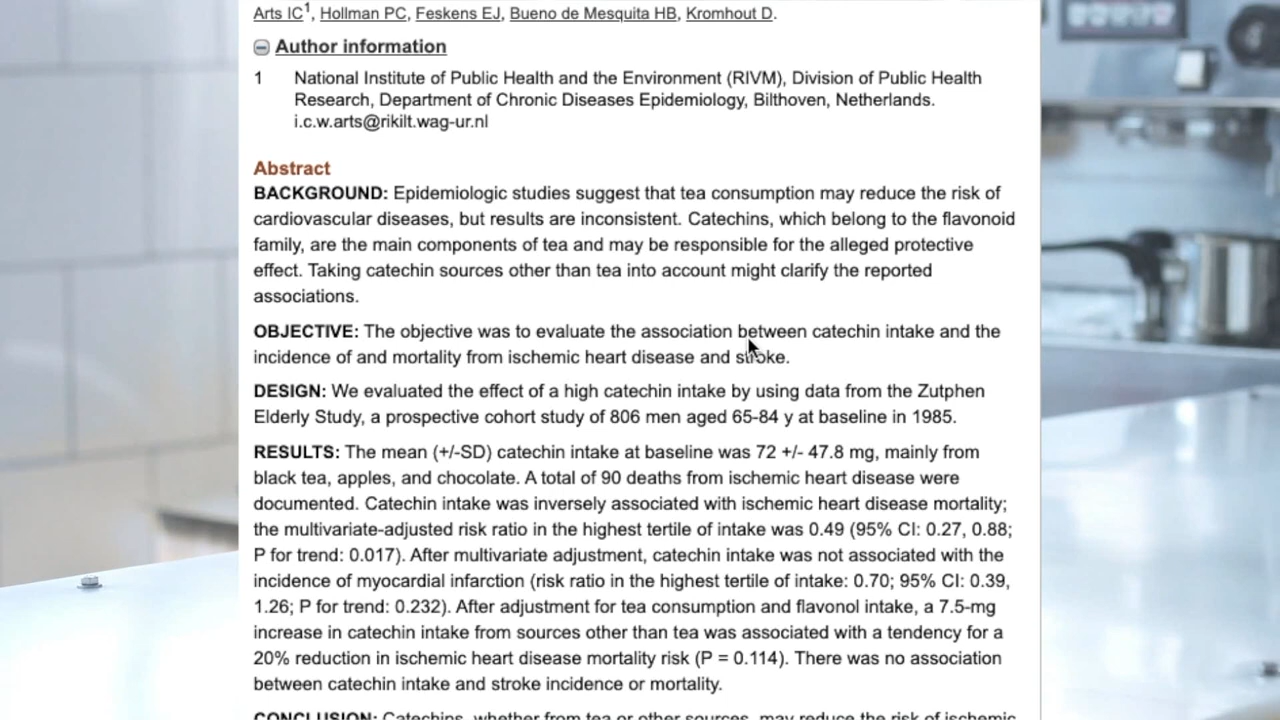 Arts IC1, Hollman PC, Feskens EJ, Bueno de Mesquita HB, Kromhout D.
Author information
1 National Institute of Public Health and the Environment (RIVM), Division of Public Health
Research, Department of Chronic Diseases Epidemiology, Bilthoven, Netherlands.
i.c.w.arts@rikilt.wag-ur.nl
Abstract
BACKGROUND: Epidemiologic studies suggest that tea consumption may reduce the risk of
cardiovascular diseases, but results are inconsistent. Catechins, which belong to the flavonoid
family, are the main components of tea and may be responsible for the alleged protective
effect. Taking catechin sources other than tea into account might clarify the reported
associations.
OBJECTIVE: The objective was to evaluate the association between catechin intake and the
incidence of and mortality from ischemic heart disease and stroke.
DESIGN: We evaluated the effect of a high catechin intake by using data from the Zutphen
Elderly Study, a prospective cohort study of 806 men aged 65-84 y at baseline in 1985.
RESULTS: The mean (+/-SD) catechin intake at baseline was 72 +/- 47.8 mg, mainly from
black tea, apples, and chocolate. A total of 90 deaths from ischemic heart disease were
documented. Catechin intake was inversely associated with ischemic heart disease mortality;
the multivariate-adjusted risk ratio in the highest tertile of intake was 0.49 (95% CI: 0.27, 0.88;
P for trend: 0.017). After multivariate adjustment, catechin intake was not associated with the
incidence of myocardial infarction (risk ratio in the highest tertile of intake: 0.70; 95% CI: 0.39,
1.26; P for trend: 0.232). After adjustment for tea consumption and flavonol intake, a 7.5-mg
increase in catechin intake from sources other than tea was associated with a tendency for a
20% reduction in ischemic heart disease mortality risk (P = 0.114). There was no association
between catechin intake and stroke incidence or mortality.
CONCLUSION: Catechins, whether from tea or other sources, may reduce the risk of ischemic